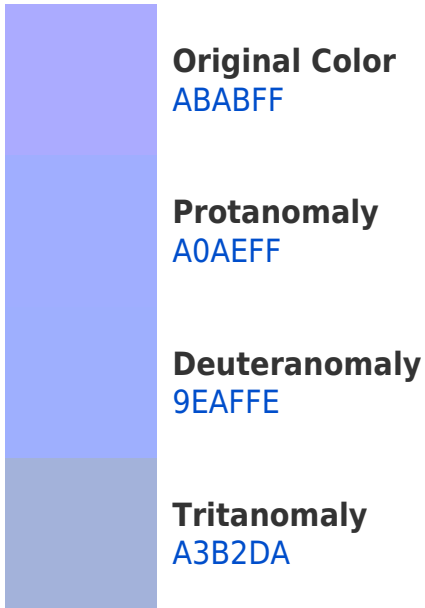 Original Color
ABABFF
Protanomaly
A0AEFF
Deuteranomaly
9EAFFE
Tritanomaly
A3B2DA